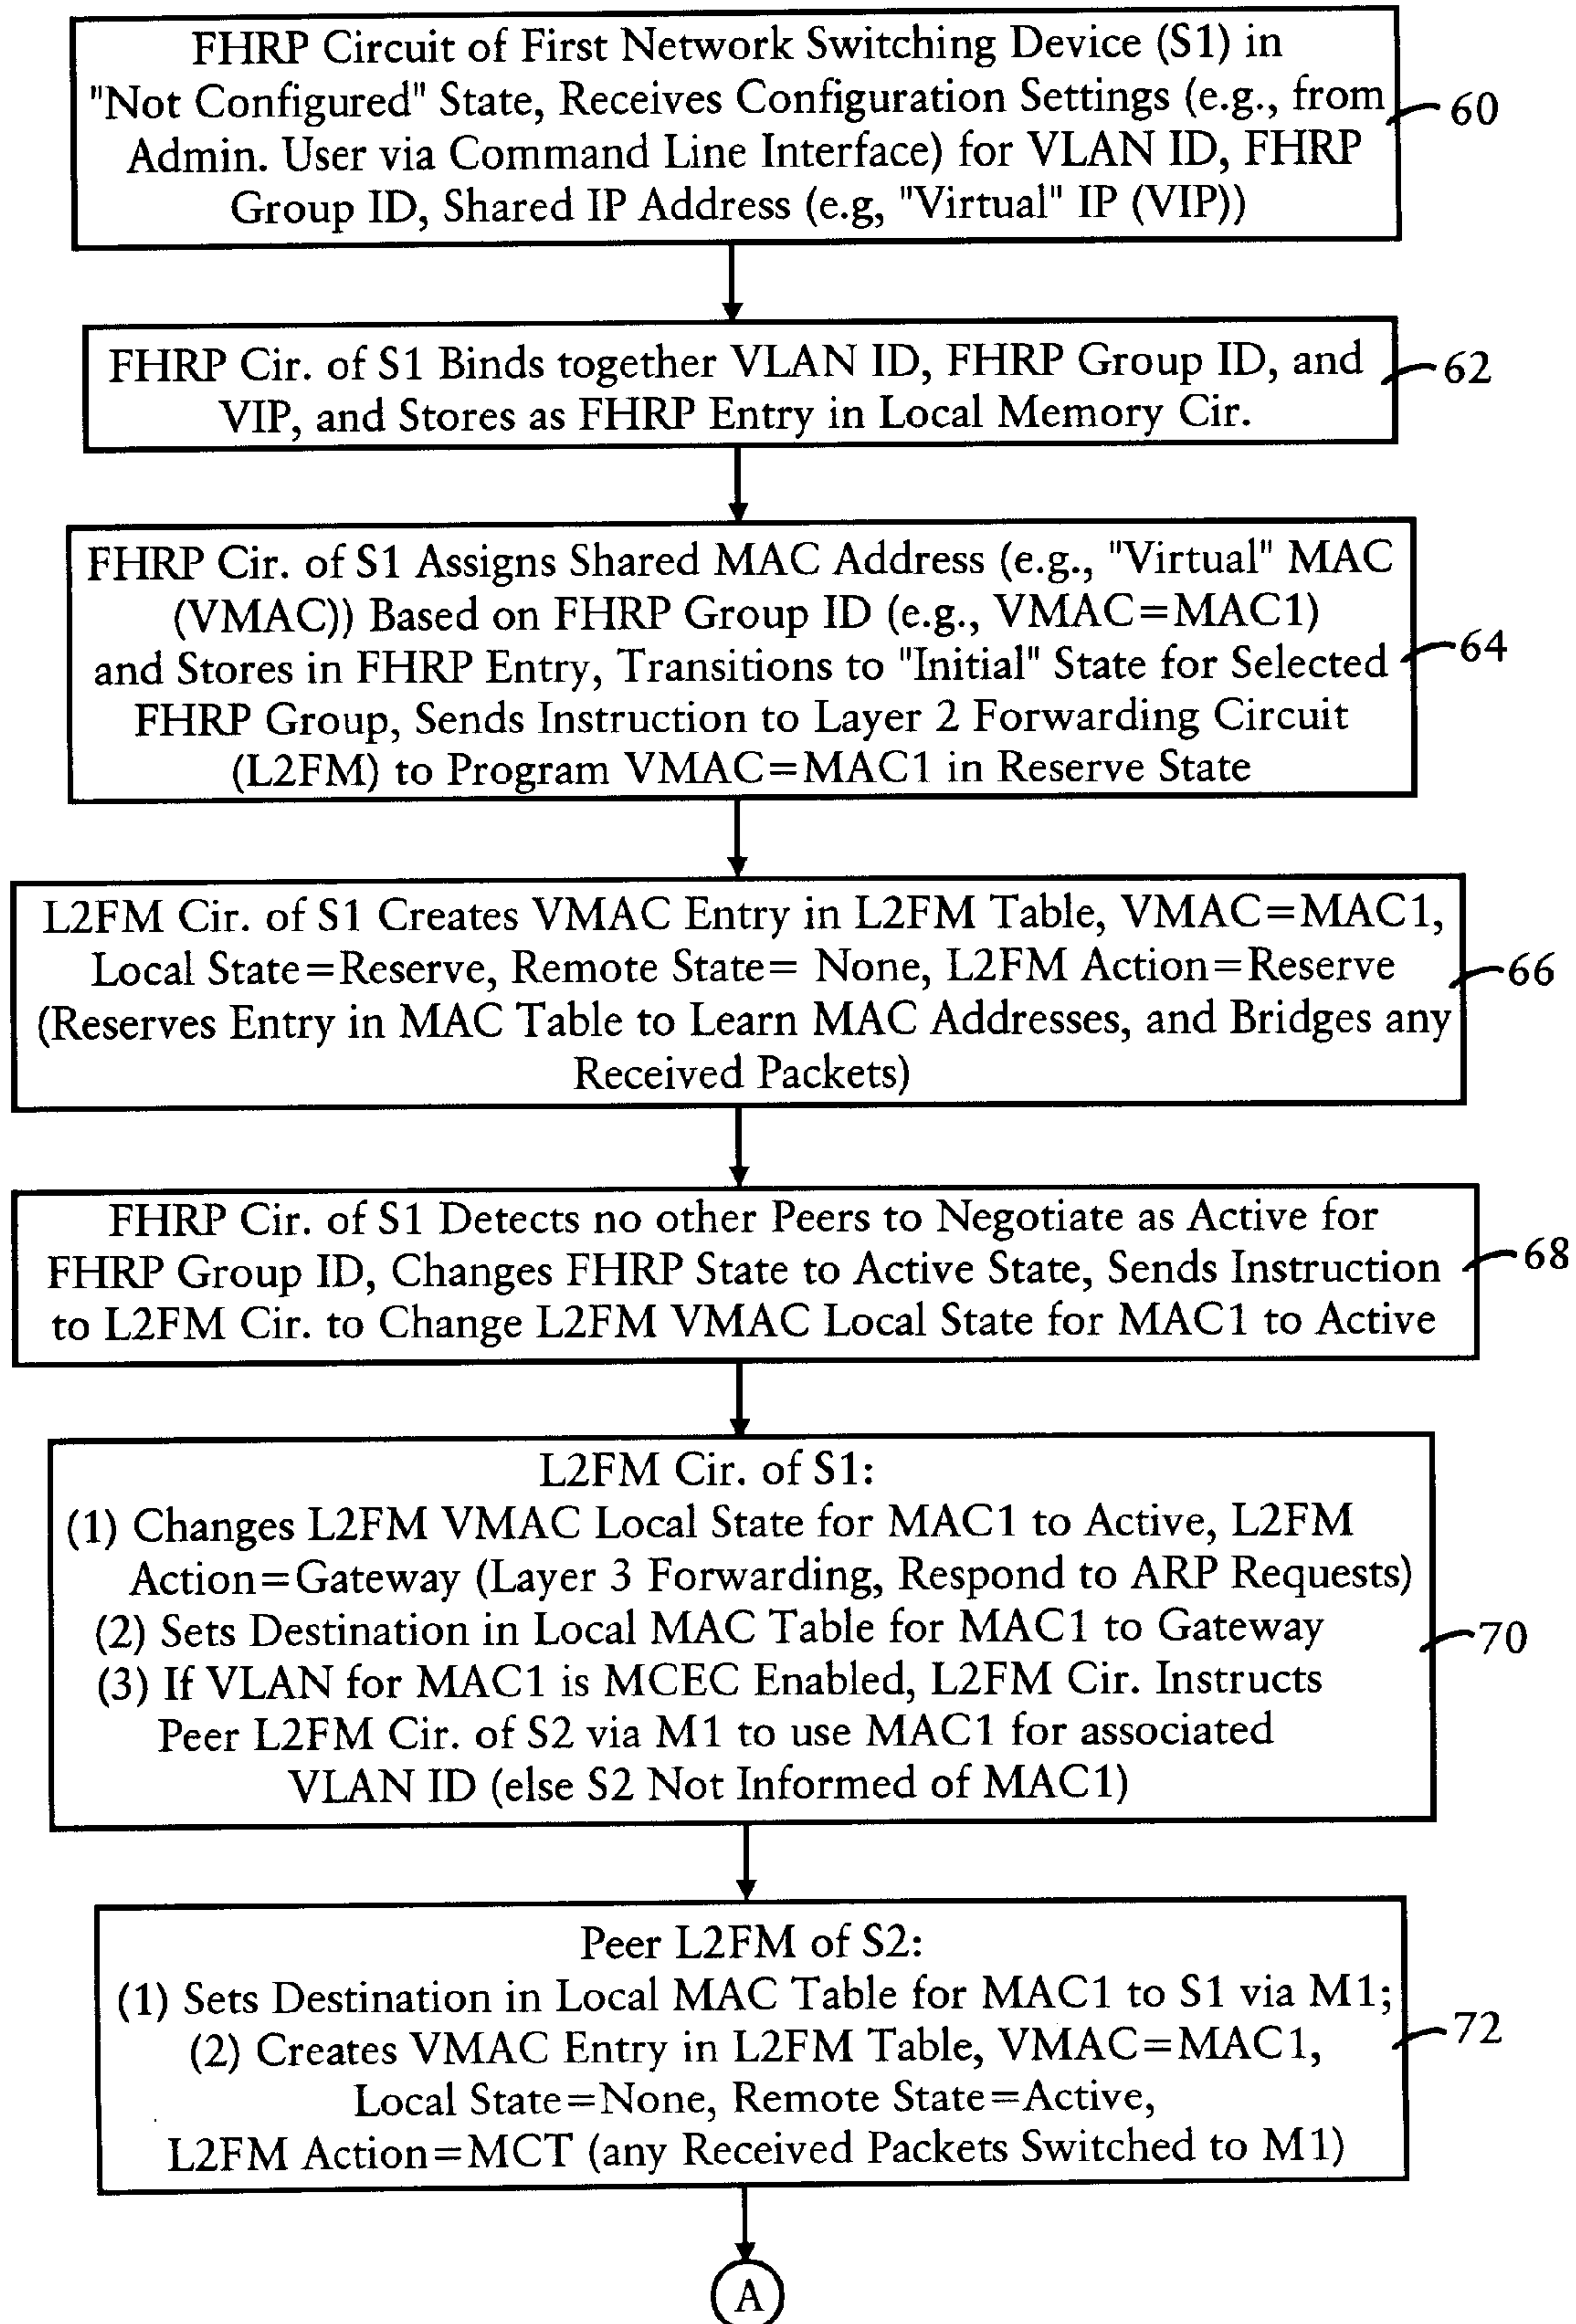 FHRP Circuit of First Network Switching Device (S1) in
"Not Configured" State, Receives Configuration Settings (e.g., from
Admin. User via Command Line Interface) for VLAN ID, FHRP
Group ID, Shared IP Address (e.g, "Virtual" IP (VIP))
60
FHRP Cir. of S1 Binds together VLAN ID, FHRP Group ID, and
VIP, and Stores as FHRP Entry in Local Memory Cir.
62
FHRP Cir. of S1 Assigns Shared MAC Address (e.g., "Virtual" MAC
(VMAC)) Based on FHRP Group ID (e.g., VMAC=MAC1)
and Stores in FHRP Entry, Transitions to "Initial" State for Selected
FHRP Group, Sends Instruction to Layer 2 Forwarding Circuit
(L2FM) to Program VMAC=MAC1 in Reserve State
64
L2FM Cir. of S1 Creates VMAC Entry in L2FM Table, VMAC=MAC1,
Local State=Reserve, Remote State= None, L2FM Action=Reserve
(Reserves Entry in MAC Table to Learn MAC Addresses, and Bridges any
Received Packets)
66
FHRP Cir. of S1 Detects no other Peers to Negotiate as Active for
FHRP Group ID, Changes FHRP State to Active State, Sends Instruction
to L2FM Cir. to Change L2FM VMAC Local State for MAC1 to Active
68
L2FM Cir. of S1:
(1) Changes L2FM VMAC Local State for MAC1 to Active, L2FM
Action=Gateway (Layer 3 Forwarding, Respond to ARP Requests)
(2) Sets Destination in Local MAC Table for MAC1 to Gateway
(3) If VLAN for MAC1 is MCEC Enabled, L2FM Cir. Instructs
Peer L2FM Cir. of S2 via M1 to use MAC1 for associated
VLAN ID (else S2 Not Informed of MAC1)
70
Peer L2FM of S2:
(1) Sets Destination in Local MAC Table for MAC1 to S1 via M1;
(2) Creates VMAC Entry in L2FM Table, VMAC=MAC1,
Local State=None, Remote State=Active,
L2FM Action=MCT (any Received Packets Switched to M1)
72
A